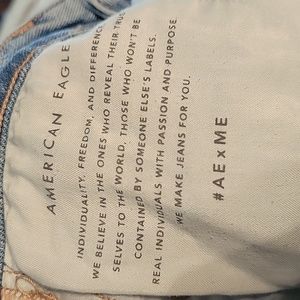 AMERICAN EAGLE
INDIVIDUALITY, FREEDOM, AND DIFFERENC
WE BELIEVE IN THE ONES WHO REVEAL THEIR TRUE
SELVES TO THE WORLD, THOSE WHO WON'T BE
CONTAINED BY SOMEONE ELSE'S LABELS.
REAL INDIVIDUALS WITH PASSION AND PURPOSE
WE MAKE JEANS FOR YOU.
#AExME